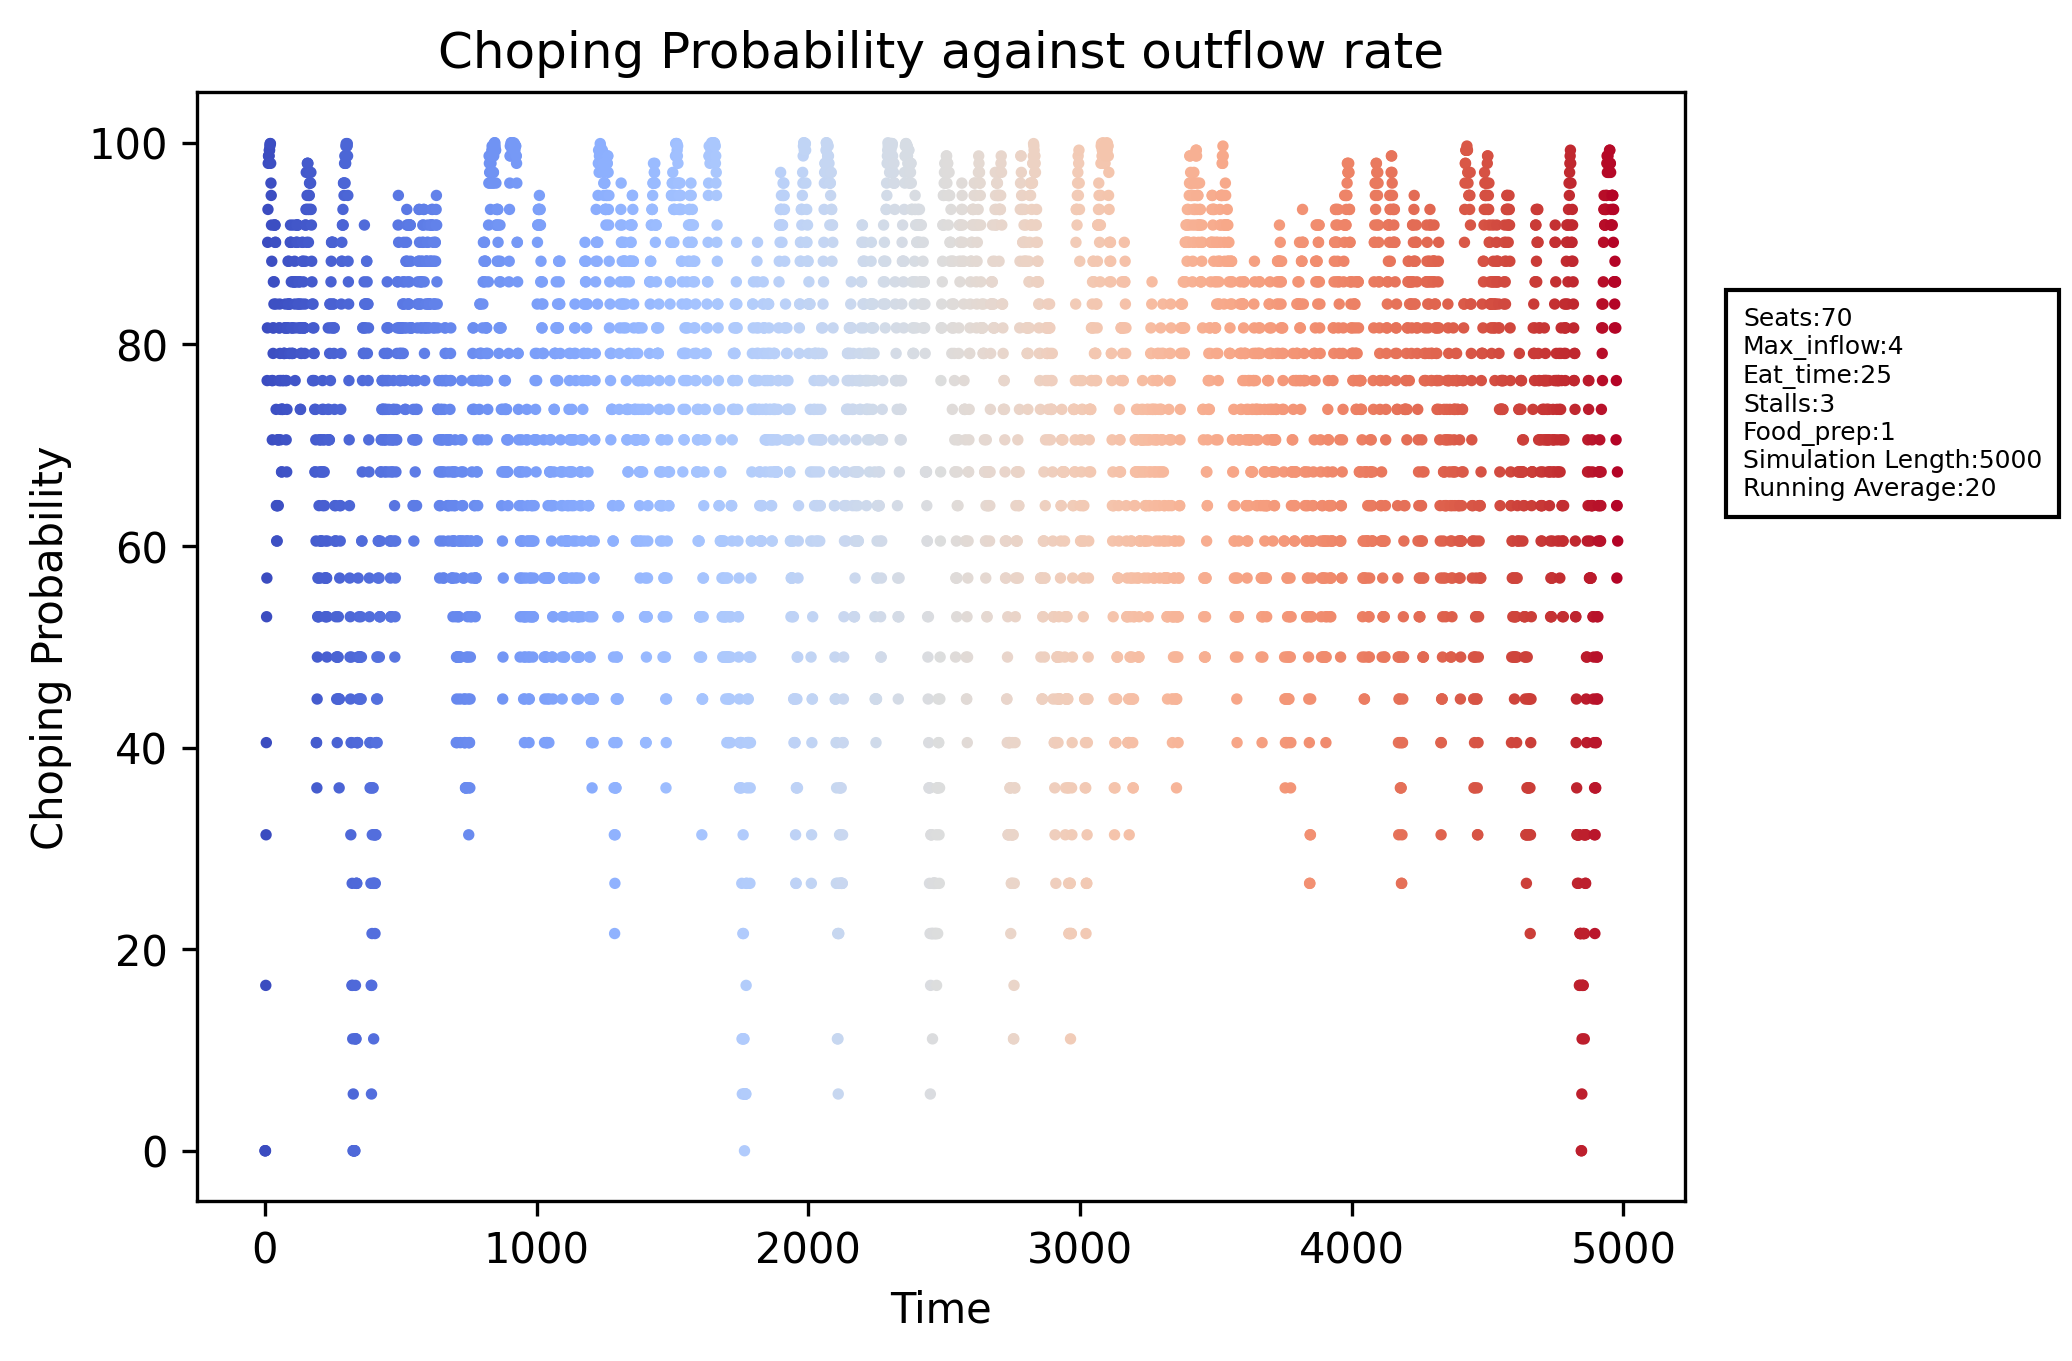 Choping Probability against outflow rate
Choping Probability
100
80
60
40
20
0
0 1000 2000 3000 4000 5000
Time
Seats:70
Max_inflow:4
Eat_time:25
Stalls:3
Food_prep:1
Simulation Length:5000
Running Average:20